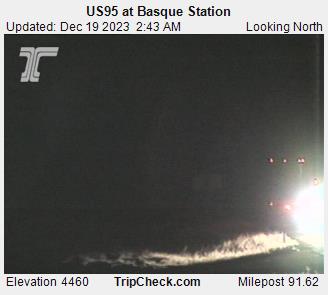 US95 at Basque Station
Updated: Dec 19 2023 2:43 AM Looking North
Elevation 4460 TripCheck.com Milepost 91.62